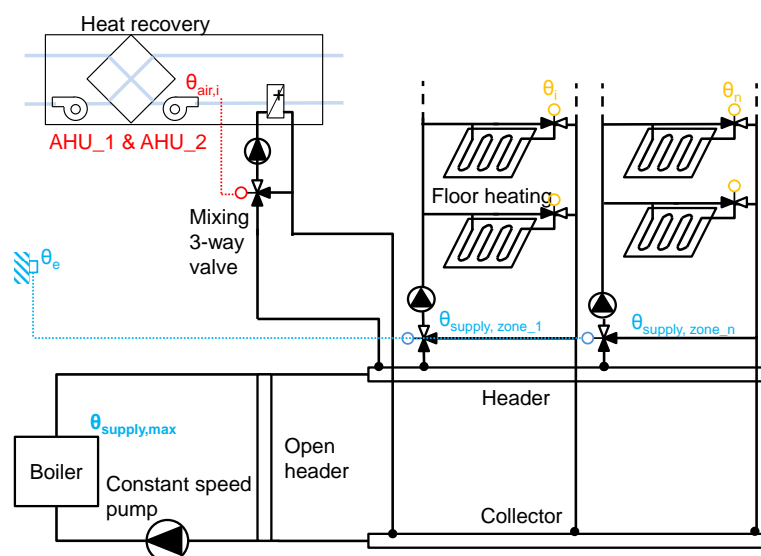 Heat recovery
θair,i
AHU_1 & AHU_2
θi
θn
Floor heating
Mixing
3-way
valve
θe
θsupply, zone_1
θsupply, zone_n
Header
θsupply,max
Boiler
Open
header
Constant speed
pump
Collector